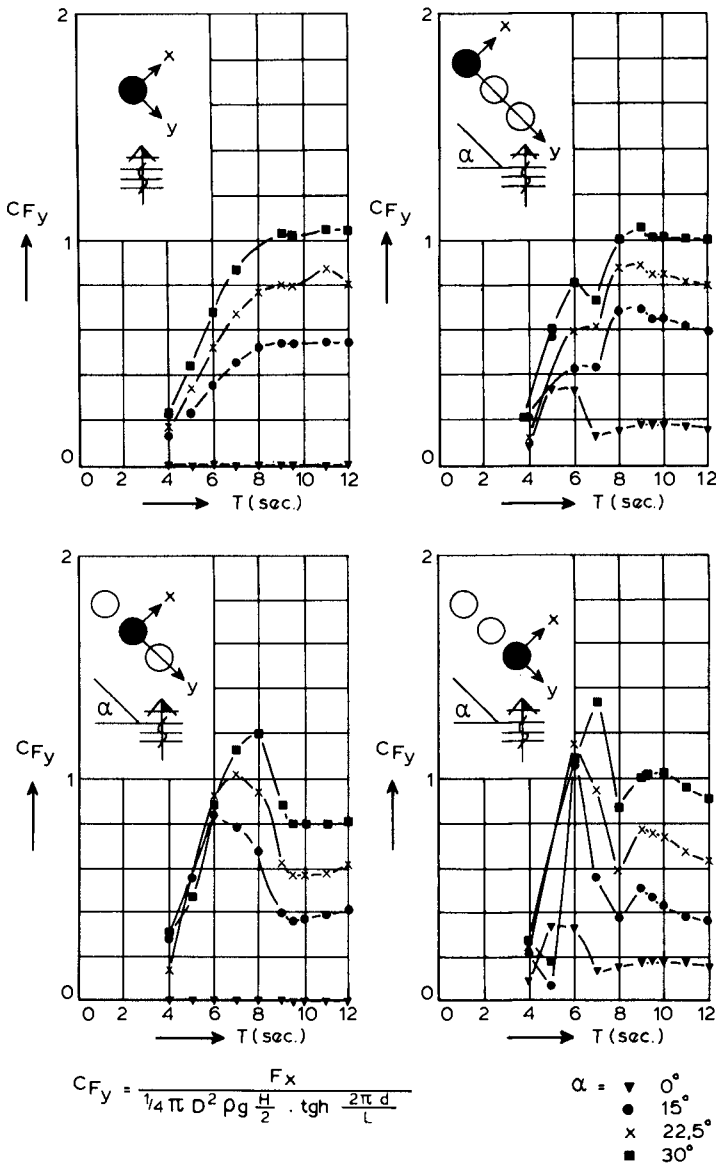 2
x
y
CFy
1
0
0 2 4 6 8 10 12
T (sec.)
x
y
α
CFy
1
0
0 2 4 6 8 10 12
T (sec.)
2
x
y
α
CFy
1
0
0 2 4 6 8 10 12
T (sec.)
2
x
y
α
CFy
1
0
0 2 4 6 8 10 12
T (sec.)
CFy = Fx / 1/4 π D² ρg H/2 . tgh 2π d/L
α = ▼ 0°
● 15°
× 22,5°
■ 30°